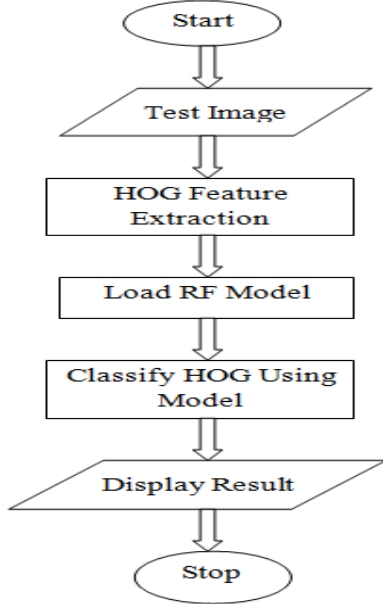 Start
Test Image
HOG Feature
Extraction
Load RF Model
Classify HOG Using
Model
Display Result
Stop